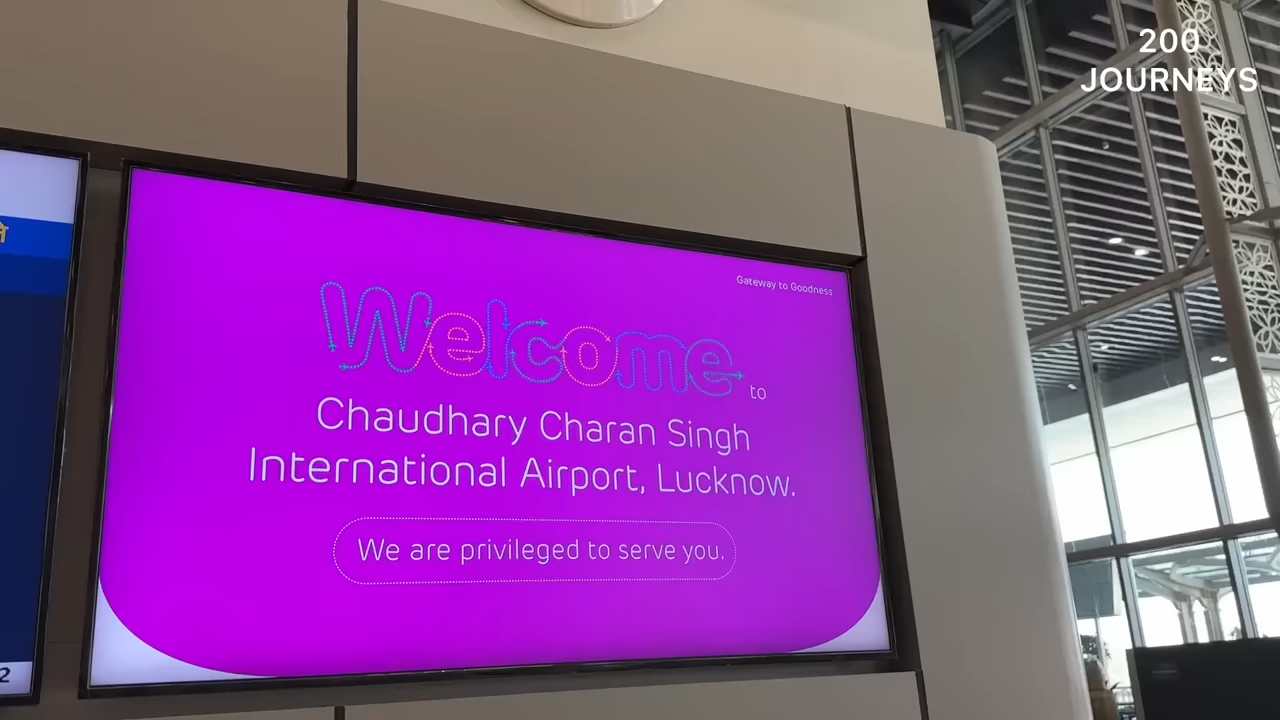 200
JOURNEYS
Gateway to Goodness
Welcome to
Chaudhary Charan Singh
International Airport, Lucknow.
We are privileged to serve you.
2